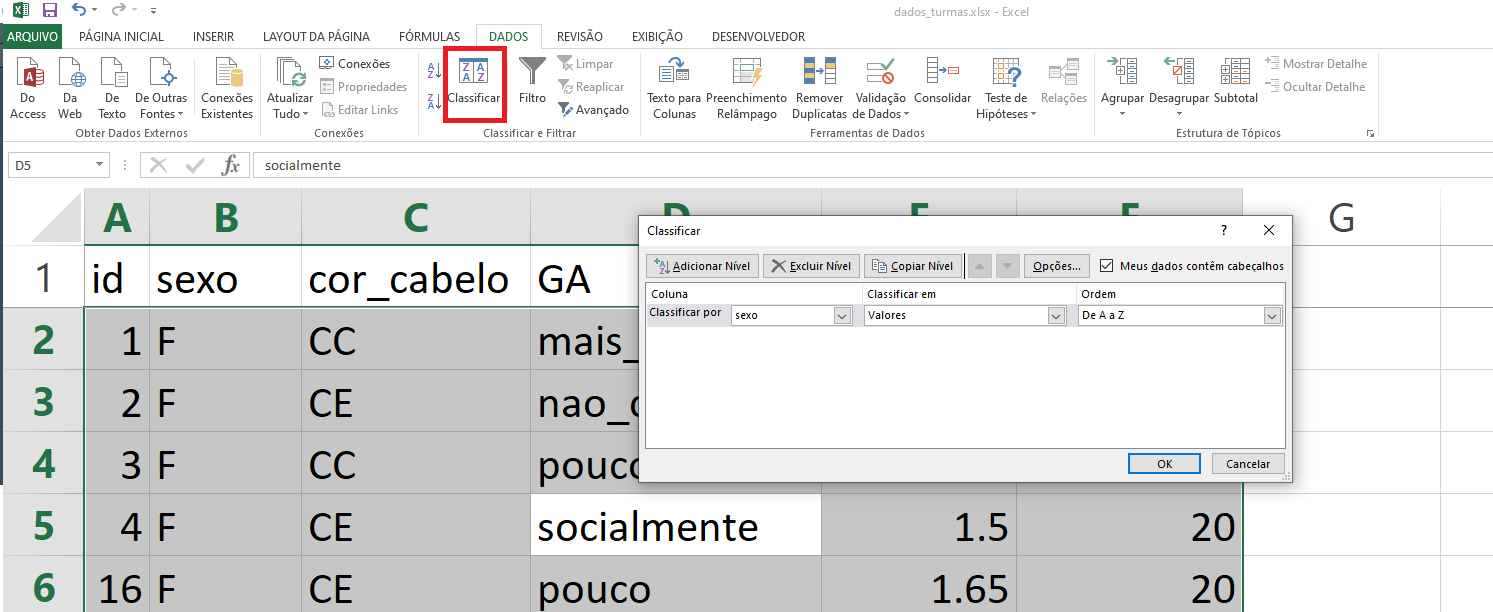 dados_turmas.xlsx - Excel
ARQUIVO PÁGINA INICIAL INSERIR LAYOUT DA PÁGINA FÓRMULAS DADOS REVISÃO EXIBIÇÃO DESENVOLVEDOR
Do Access
Da Web
De Texto
De Outras Fontes
Conexões Existentes
Obter Dados Externos
Atualizar Tudo
Conexões
Propriedades
Editar Links
Conexões
Classificar
Filtro
Limpar
Reaplicar
Avançado
Classificar e Filtrar
Texto para Colunas
Preenchimento Relâmpago
Remover Duplicatas
Validação de Dados
Consolidar
Teste de Hipóteses
Relações
Ferramentas de Dados
Agrupar
Desagrupar
Subtotal
Mostrar Detalhe
Ocultar Detalhe
Estrutura de Tópicos
D5 fx socialmente
A B C D E F G
1 id sexo cor_cabelo GA
2 1 F CC mais_
3 2 F CE nao_
4 3 F CC pouco
5 4 F CE socialmente 1.5 20
6 16 F CE pouco 1.65 20
Classificar ?
Adicionar Nível Excluir Nível Copiar Nível Opções... Meus dados contêm cabeçalhos
Coluna Classificar em Ordem
Classificar por sexo Valores De A a Z
OK Cancelar